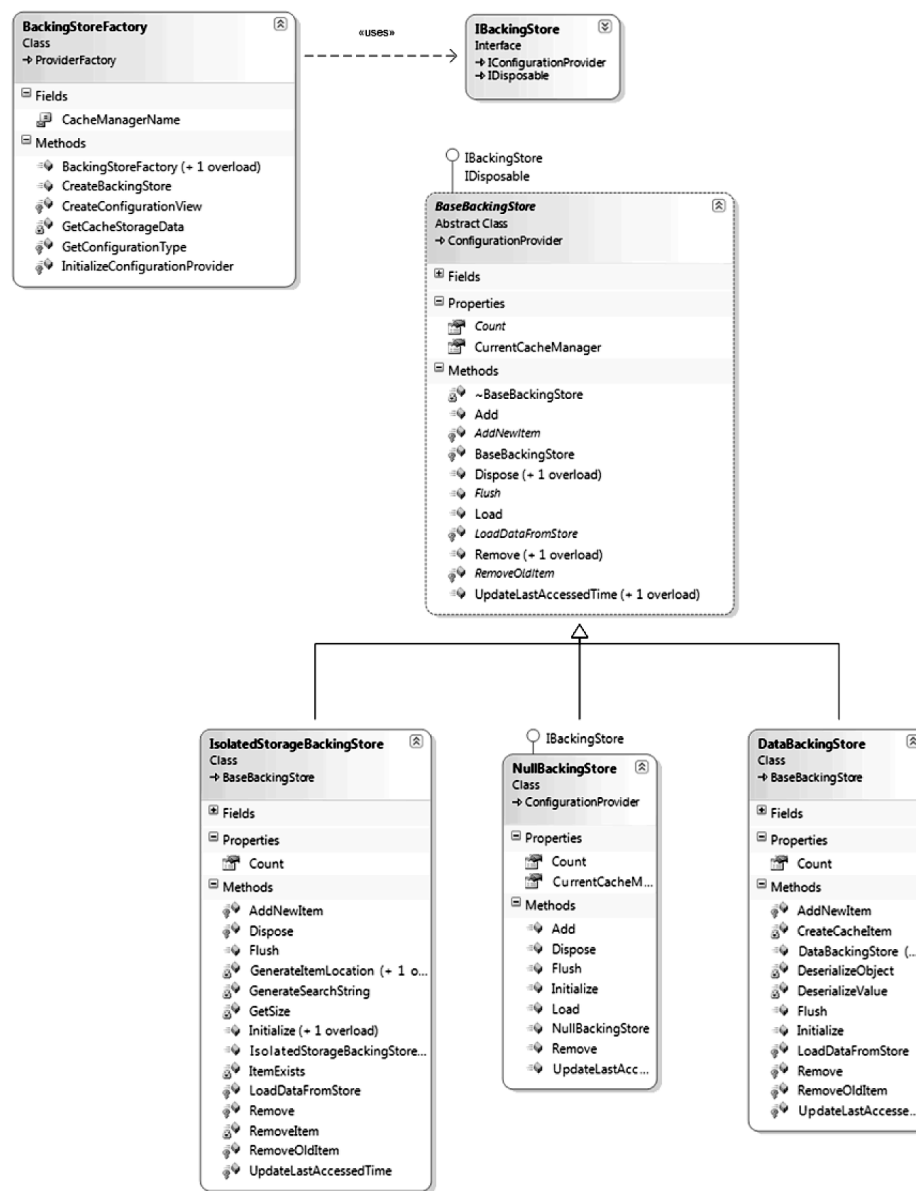 BackingStoreFactory
Class
ProviderFactory
Fields
CacheManagerName
Methods
BackingStoreFactory (+ 1 overload)
CreateBackingStore
CreateConfigurationView
GetCacheStorageData
GetConfigurationType
InitializeConfigurationProvider
«uses»
IBackingStore
Interface
IConfigurationProvider
IDisposable
IBackingStore
IDisposable
BaseBackingStore
Abstract Class
ConfigurationProvider
Fields
Properties
Count
CurrentCacheManager
Methods
~BaseBackingStore
Add
AddNewItem
BaseBackingStore
Dispose (+ 1 overload)
Flush
Load
LoadDataFromStore
Remove (+ 1 overload)
RemoveOldItem
UpdateLastAccessedTime (+ 1 overload)
IsolatedStorageBackingStore
Class
BaseBackingStore
Fields
Properties
Count
Methods
AddNewItem
Dispose
Flush
GenerateItemLocation (+ 1 o...
GenerateSearchString
GetSize
Initialize (+ 1 overload)
IsolatedStorageBackingStore...
ItemExists
LoadDataFromStore
Remove
RemoveItem
RemoveOldItem
UpdateLastAccessedTime
IBackingStore
NullBackingStore
Class
ConfigurationProvider
Properties
Count
CurrentCacheM...
Methods
Add
Dispose
Flush
Initialize
Load
NullBackingStore
Remove
UpdateLastAcc...
DataBackingStore
Class
BaseBackingStore
Fields
Properties
Count
Methods
AddNewItem
CreateCacheItem
DataBackingStore (...
DeserializeObject
DeserializeValue
Flush
Initialize
LoadDataFromStore
Remove
RemoveOldItem
UpdateLastAccesse...